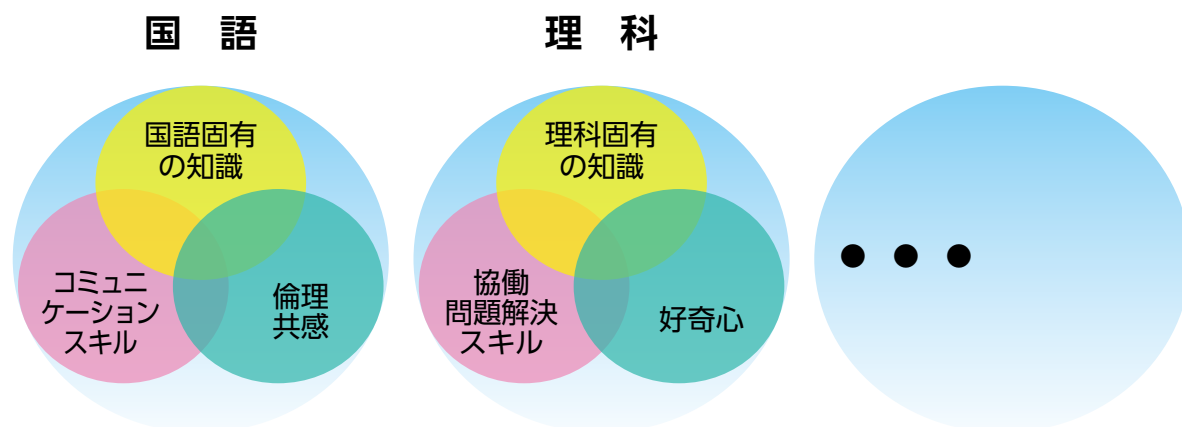 国 語
理 科
国語固有
の知識
コミュニ
ケーション
スキル
倫理
共感
理科固有
の知識
協働
問題解決
スキル
好奇心
●●●